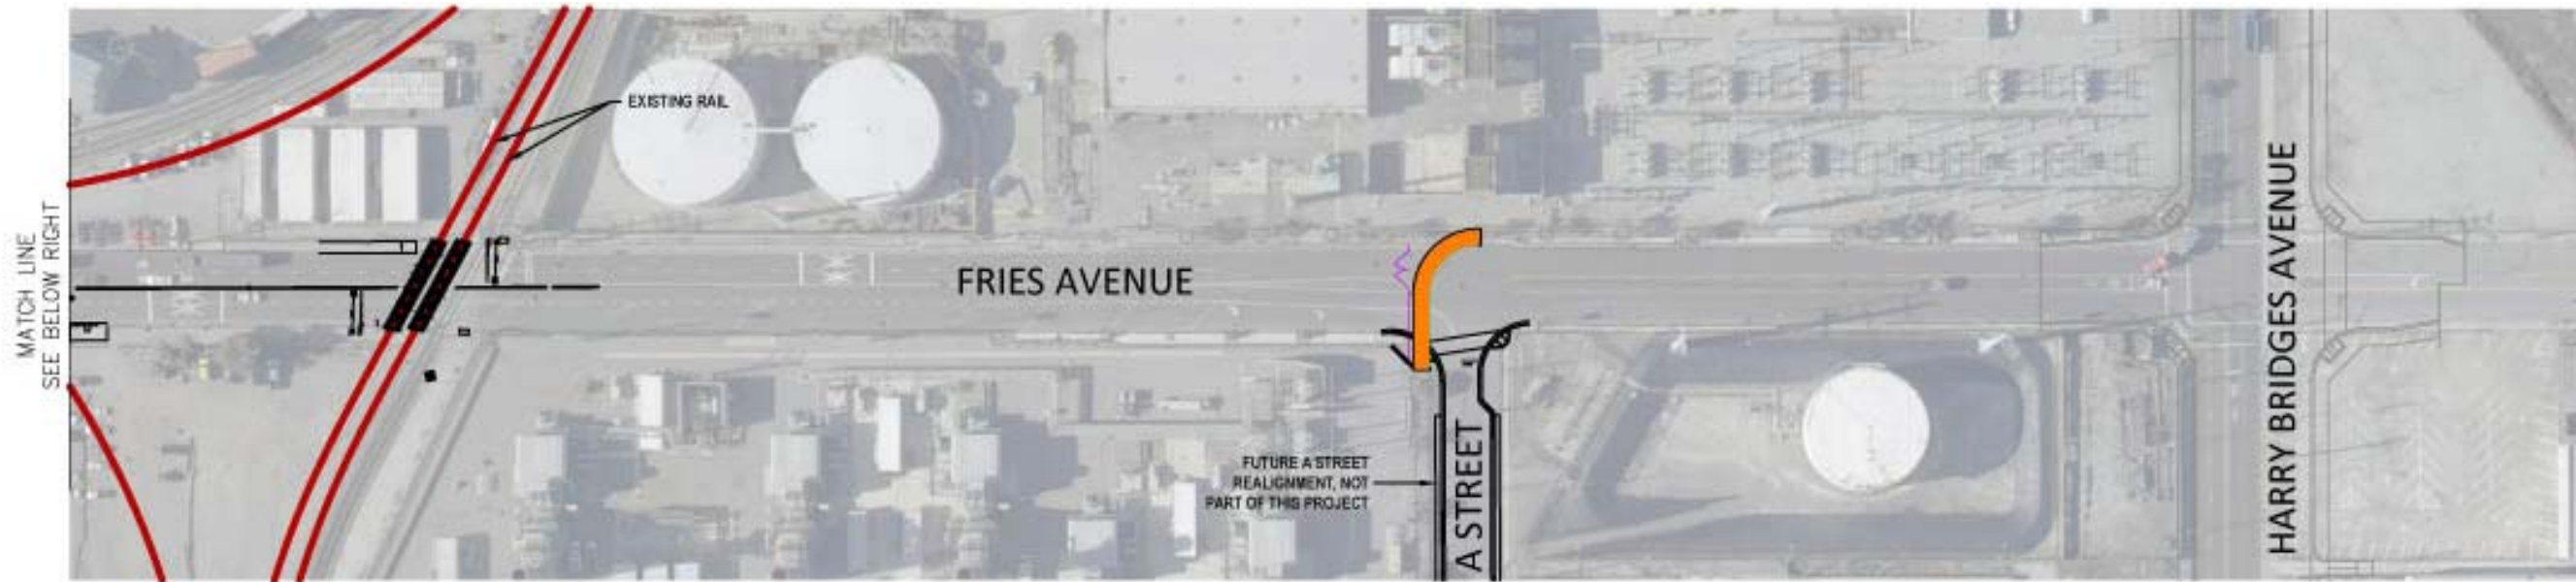 MATCH LINE
SEE BELOW RIGHT
EXISTING RAIL
FRIES AVENUE
FUTURE A STREET
REALIGNMENT, NOT
PART OF THIS PROJECT
A STREET
HARRY BRIDGES AVENUE